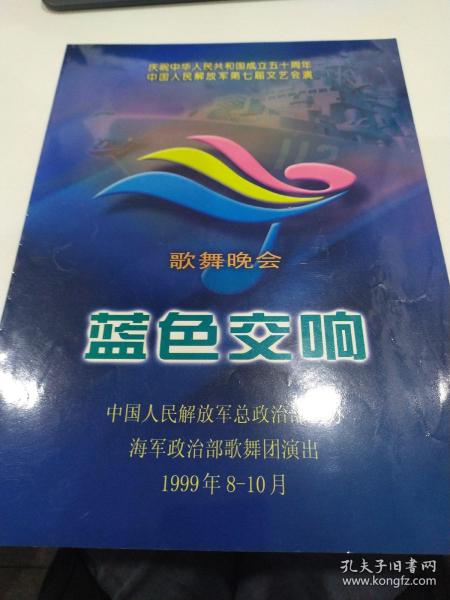 庆祝中华人民共和国成立五十周年
中国人民解放军第七届文艺会演
112
歌舞晚会
蓝色交响
中国人民解放军总政治部
海军政治部歌舞团演出
1999年8-10月
孔夫子旧书网
www.kongfz.com